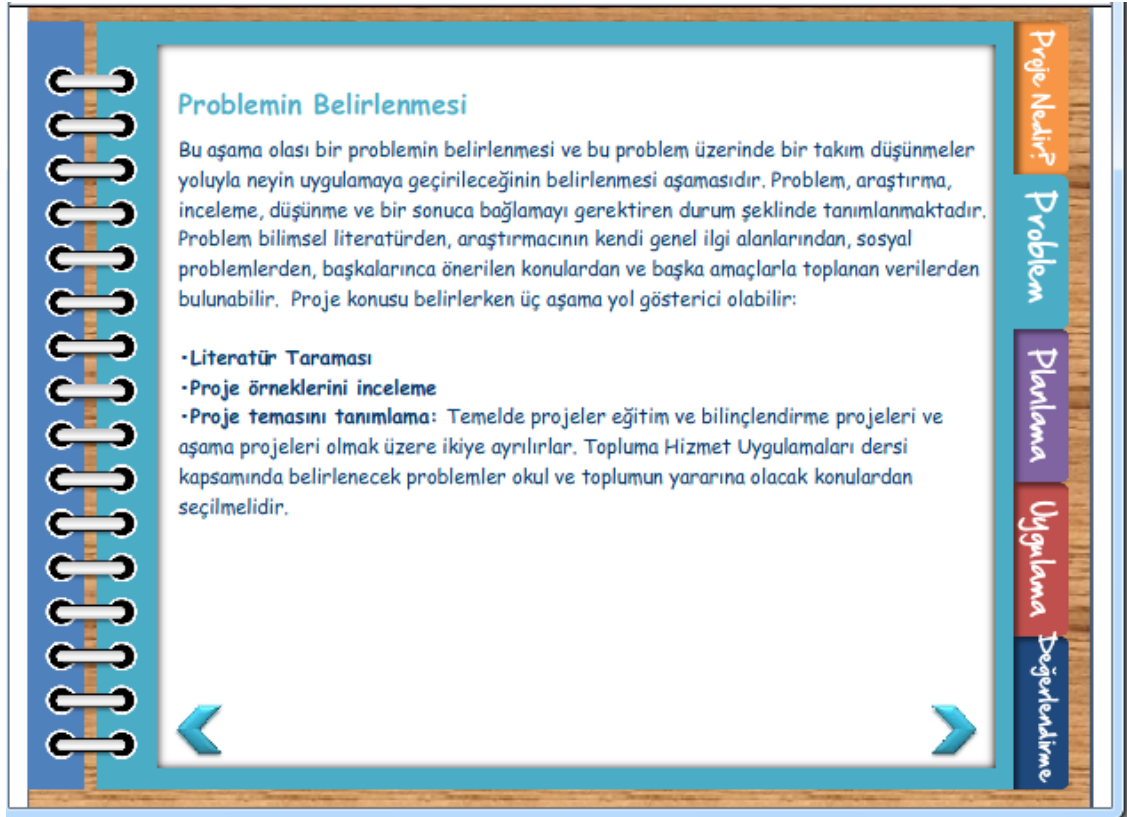 Problemin Belirlenmesi
Bu aşama olası bir problemin belirlenmesi ve bu problem üzerinde bir takım düşünmeler
yoluyla neyin uygulamaya geçirileceğinin belirlenmesi aşamasıdır. Problem, araştırma,
inceleme, düşünme ve bir sonuca bağlamayı gerektiren durum şeklinde tanımlanmaktadır.
Problem bilimsel literatürden, araştırmacının kendi genel ilgi alanlarından, sosyal
problemlerden, başkalarınca önerilen konulardan ve başka amaçlarla toplanan verilerden
bulunabilir. Proje konusu belirlerken üç aşama yol gösterici olabilir:
•Literatür Taraması
•Proje örneklerini inceleme
•Proje temasını tanımlama: Temelde projeler eğitim ve bilinçlendirme projeleri ve
aşama projeleri olmak üzere ikiye ayrılırlar. Topluma Hizmet Uygulamaları dersi
kapsamında belirlenecek problemler okul ve toplumun yararına olacak konulardan
seçilmelidir.
Proje Nedir?
Problem
Planlama
Uygulama
Değerlendirme